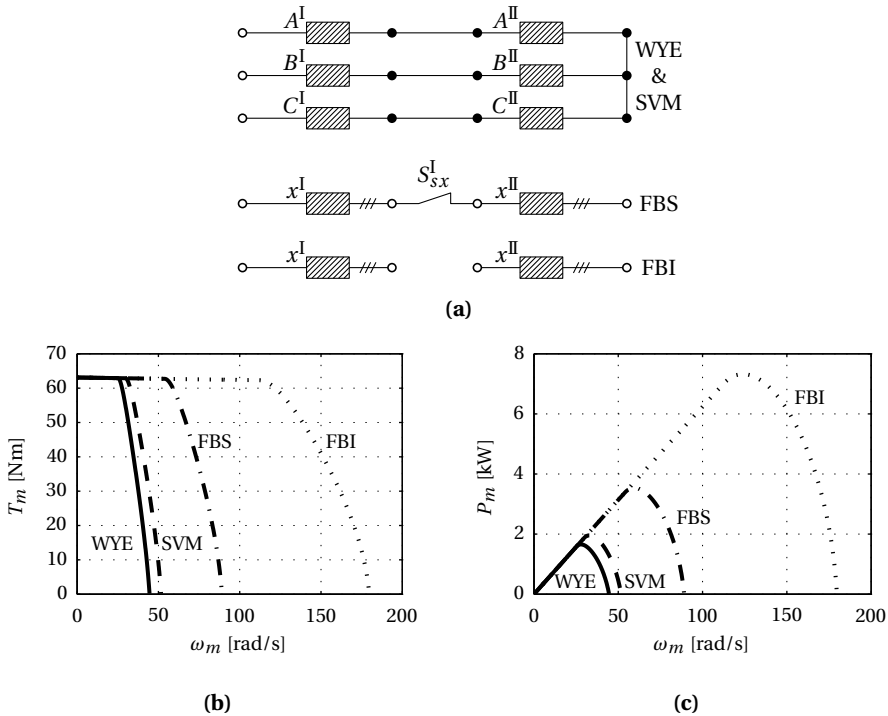 A^I A^II
WYE
B^I B^II
&
C^I C^II
SVM
S_sx^I
x^I x^II FBS
x^I x^II FBI
(a)
70
60
50
40
30
20
10
0
T_m [Nm]
FBS FBI
WYE SVM
0 50 100 150 200
ω_m [rad/s]
(b)
8
6
4
2
0
P_m [kW]
FBI
FBS
WYE SVM
0 50 100 150 200
ω_m [rad/s]
(c)